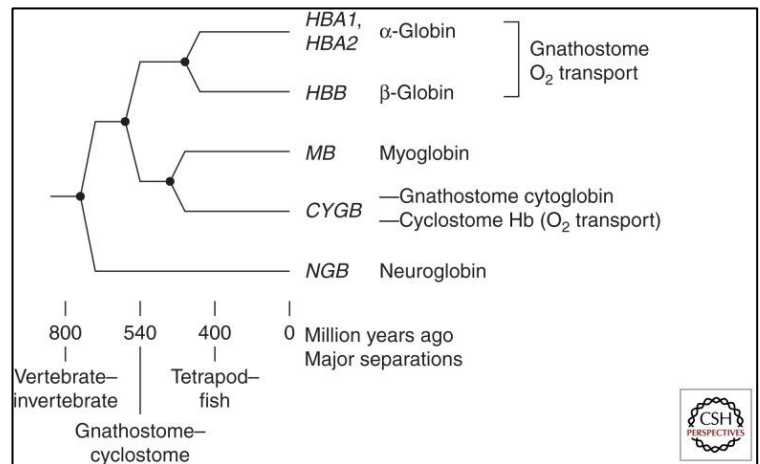 HBA1,
HBA2 α-Globin
Gnathostome
O2 transport
HBB β-Globin
MB Myoglobin
CYGB —Gnathostome cytoglobin
—Cyclostome Hb (O2 transport)
NGB Neuroglobin
800 540 400 0 Million years ago
Major separations
Vertebrate–
invertebrate
Tetrapod–
fish
Gnathostome–
cyclostome
CSH
PERSPECTIVES